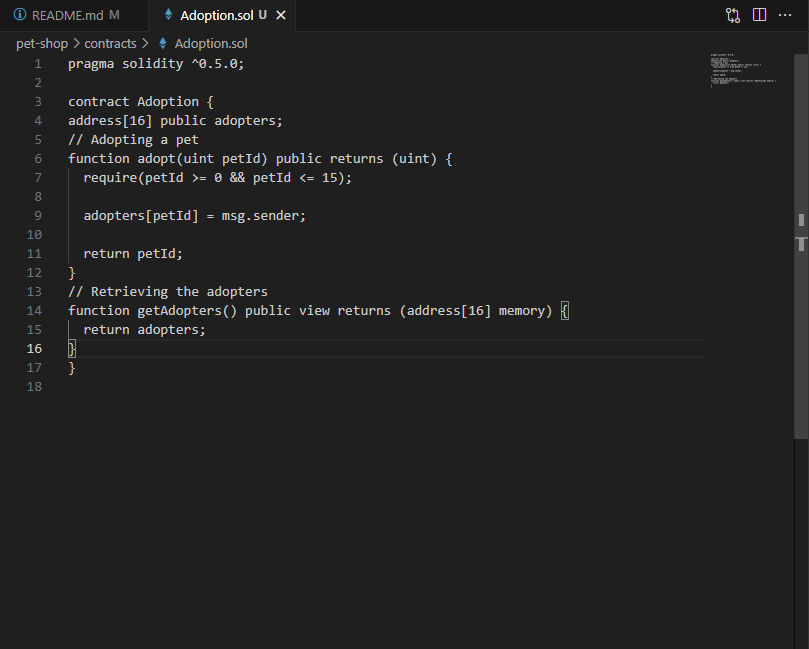 README.md M
Adoption.sol U
pet-shop > contracts > Adoption.sol
1 pragma solidity ^0.5.0;
2
3 contract Adoption {
4 address[16] public adopters;
5 // Adopting a pet
6 function adopt(uint petId) public returns (uint) {
7   require(petId >= 0 && petId <= 15);
8
9   adopters[petId] = msg.sender;
10
11   return petId;
12 }
13 // Retrieving the adopters
14 function getAdopters() public view returns (address[16] memory) {
15   return adopters;
16 }
17 }
18